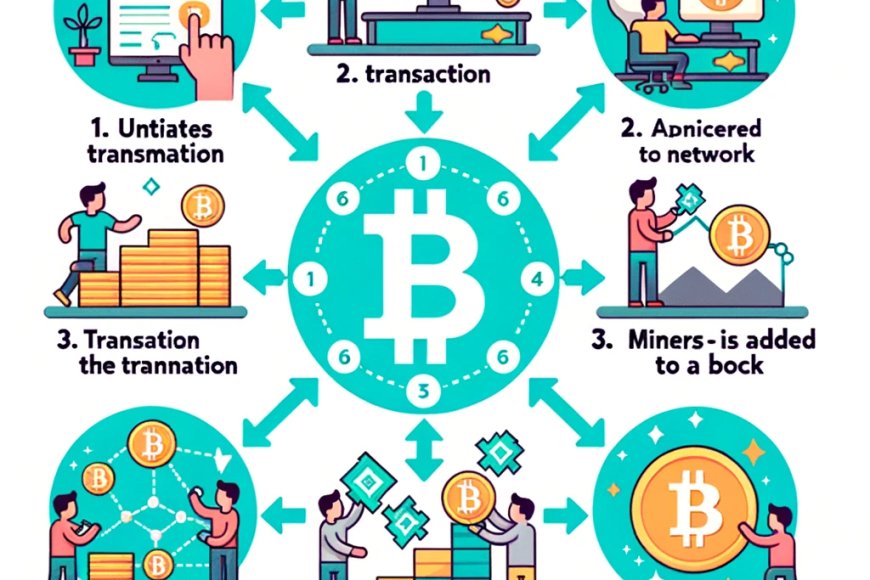 2. transaction
1. Untiates
transmation
2. Apnicered
to network
1
6
6
1
4
6
6
3
3. Transation
the trannation
3. Miners-is added
to a bock